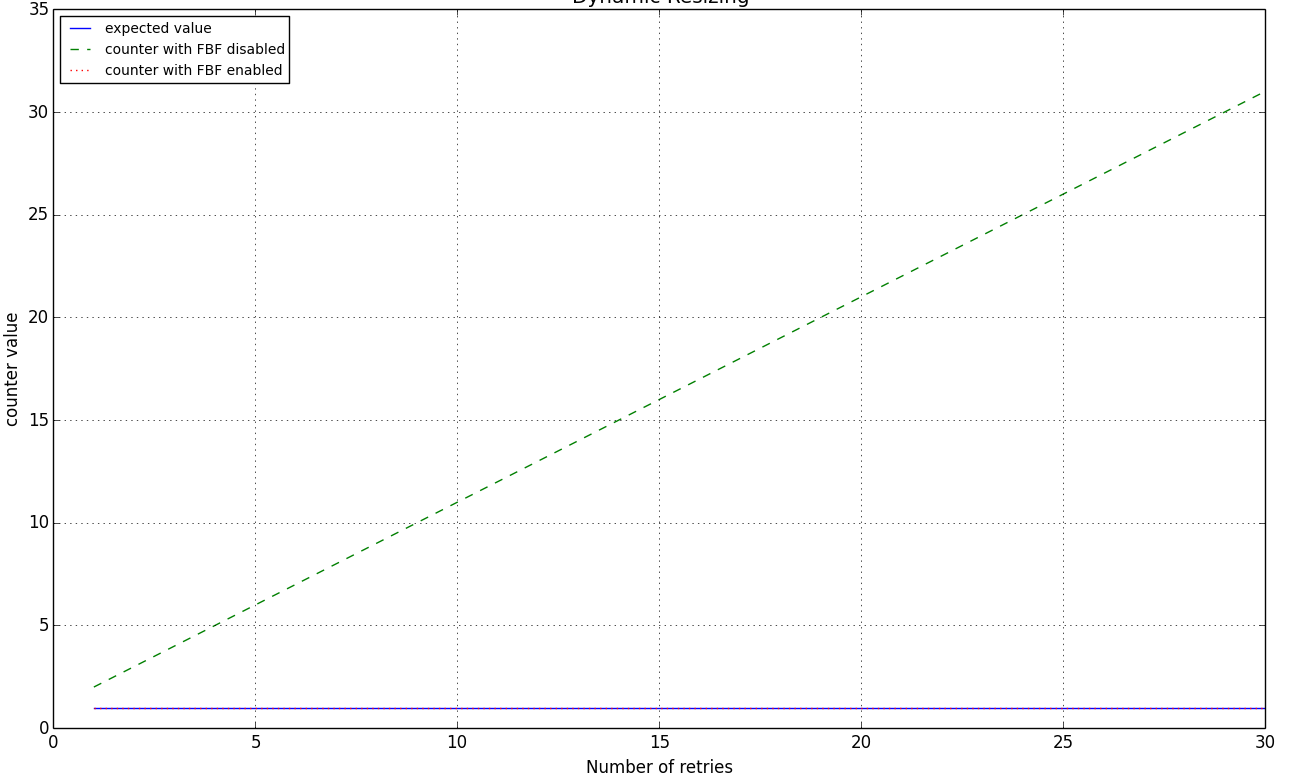 Dynamic Resizing
35
30
25
20
15
10
5
0
expected value
counter with FBF disabled
counter with FBF enabled
counter value
0 5 10 15 20 25 30
Number of retries